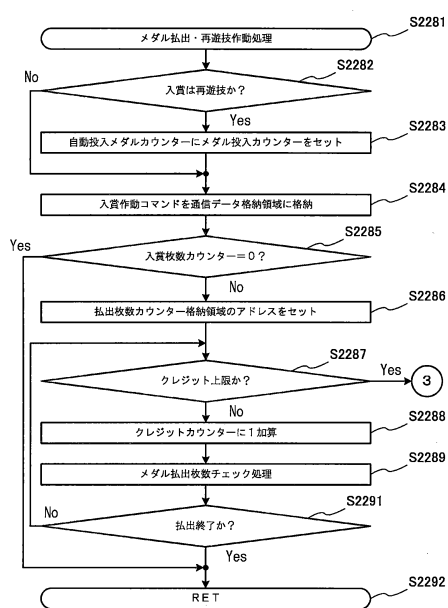 S2281
メダル払出・再遊技作動処理
S2282
No
入賞は再遊技か？
Yes
S2283
自動投入メダルカウンターにメダル投入カウンターをセット
S2284
入賞作動コマンドを通信データ格納領域に格納
S2285
Yes
入賞枚数カウンター＝０？
No
S2286
払出枚数カウンター格納領域のアドレスをセット
S2287
クレジット上限か？
Yes
3
No
S2288
クレジットカウンターに１加算
S2289
メダル払出枚数チェック処理
S2291
No
払出終了か？
Yes
S2292
ＲＥＴ